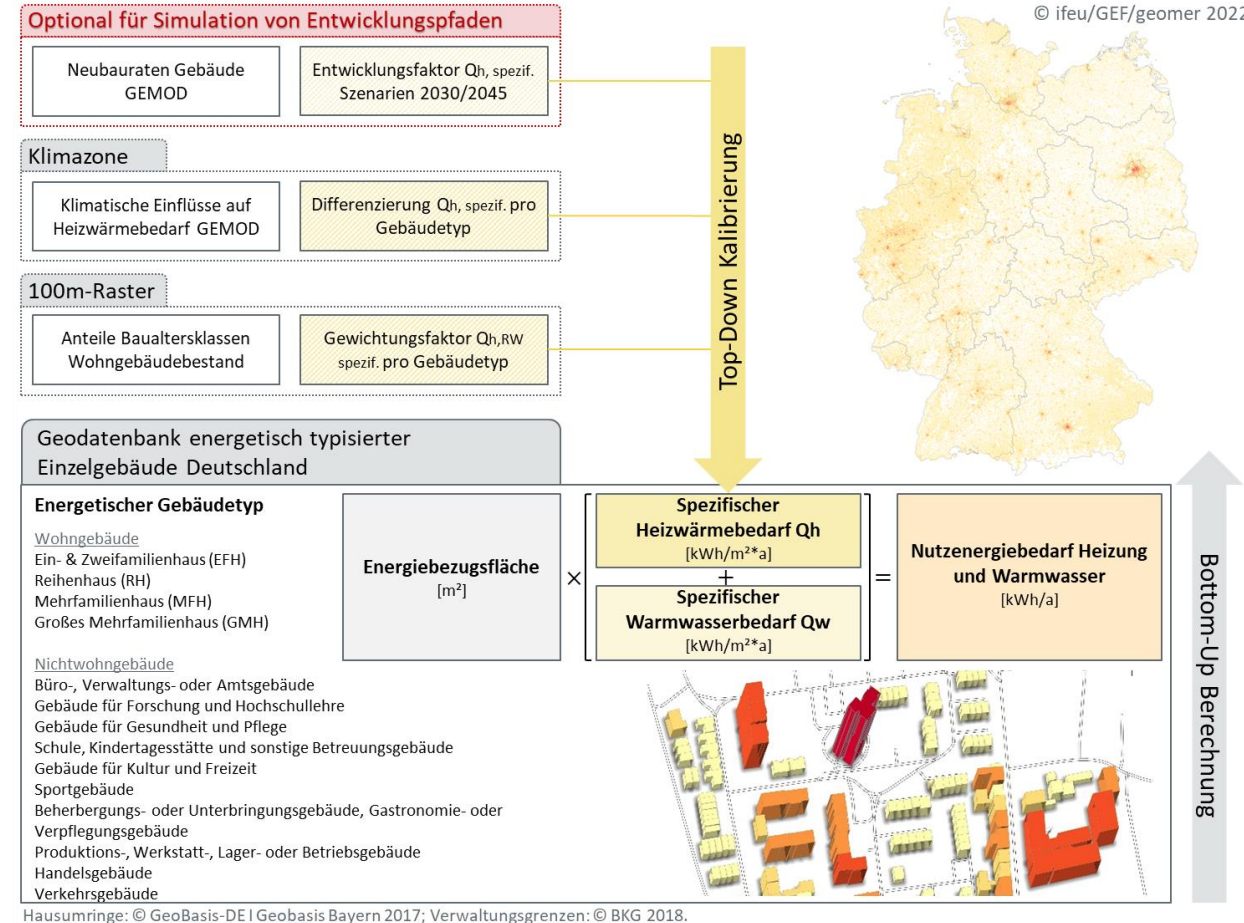 Optional für Simulation von Entwicklungspfaden
© ifeu/GEF/geomer 2022
Neubauraten Gebäude
GEMOD
Entwicklungsfaktor Qh, spezif.
Szenarien 2030/2045
Klimazone
Klimatische Einflüsse auf
Heizwärmebedarf GEMOD
Differenzierung Qh, spezif. pro
Gebäudetyp
100m-Raster
Anteile Baualtersklassen
Wohngebäudebestand
Gewichtungsfaktor Qh,RW
spezif. pro Gebäudetyp
Top-Down Kalibrierung
Geodatenbank energetisch typisierter
Einzelgebäude Deutschland
Energetischer Gebäudetyp
Wohngebäude
Ein- & Zweifamilienhaus (EFH)
Reihenhaus (RH)
Mehrfamilienhaus (MFH)
Großes Mehrfamilienhaus (GMH)
Nichtwohngebäude
Büro-, Verwaltungs- oder Amtsgebäude
Gebäude für Forschung und Hochschullehre
Gebäude für Gesundheit und Pflege
Schule, Kindertagesstätte und sonstige Betreuungsgebäude
Gebäude für Kultur und Freizeit
Sportgebäude
Beherbergungs- oder Unterbringungsgebäude, Gastronomie- oder
Verpflegungsgebäude
Produktions-, Werkstatt-, Lager- oder Betriebsgebäude
Handelsgebäude
Verkehrsgebäude
Energiebezugsfläche
[m²]
×
Spezifischer
Heizwärmebedarf Qh
[kWh/m²*a]
+
Spezifischer
Warmwasserbedarf Qw
[kWh/m²*a]
=
Nutzenergiebedarf Heizung
und Warmwasser
[kWh/a]
Bottom-Up Berechnung
Hausumringe: © GeoBasis-DE I Geobasis Bayern 2017; Verwaltungsgrenzen: © BKG 2018.